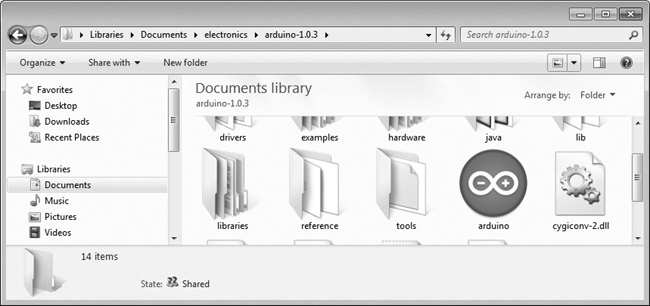 Libraries ▸ Documents ▸ electronics ▸ arduino-1.0.3 ▸
Search arduino-1.0.3
Organize Share with New folder
Favorites
Desktop
Downloads
Recent Places
Libraries
Documents
Music
Pictures
Videos
Documents library
arduino-1.0.3
Arrange by: Folder
drivers examples hardware java lib
libraries reference tools arduino cygiconv-2.dll
14 items
State: Shared